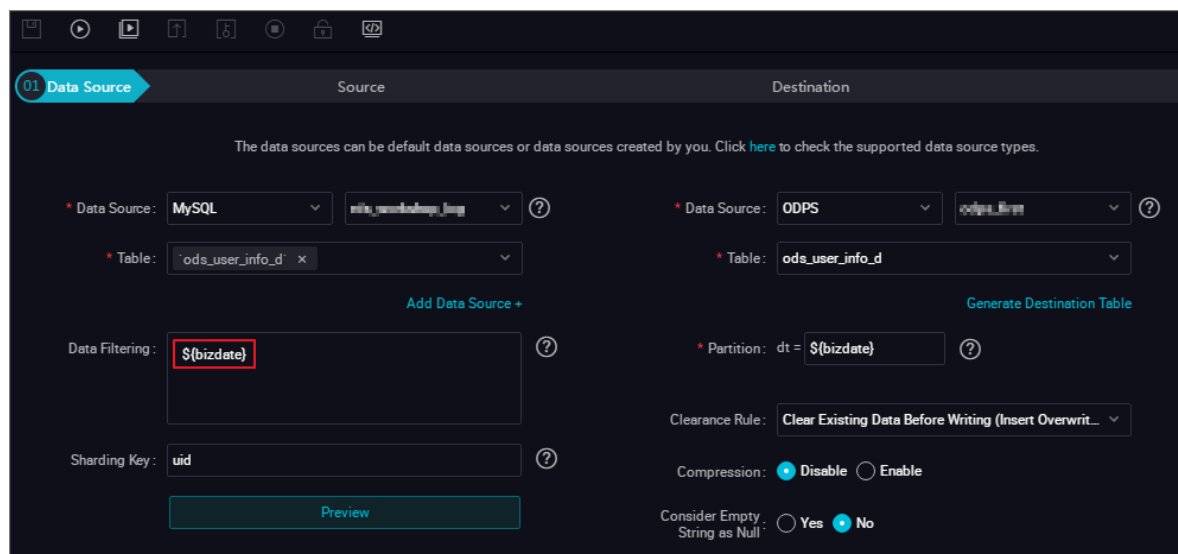 01 Data Source
Source
Destination
The data sources can be default data sources or data sources created by you. Click here to check the supported data source types.
* Data Source: MySQL
* Table: `ods_user_info_d` ×
Add Data Source +
Data Filtering: ${bizdate}
Sharding Key: uid
Preview
* Data Source: ODPS
* Table: ods_user_info_d
Generate Destination Table
* Partition: dt = ${bizdate}
Clearance Rule: Clear Existing Data Before Writing (Insert Overwrit...
Compression: Disable Enable
Consider Empty
String as Null: Yes No